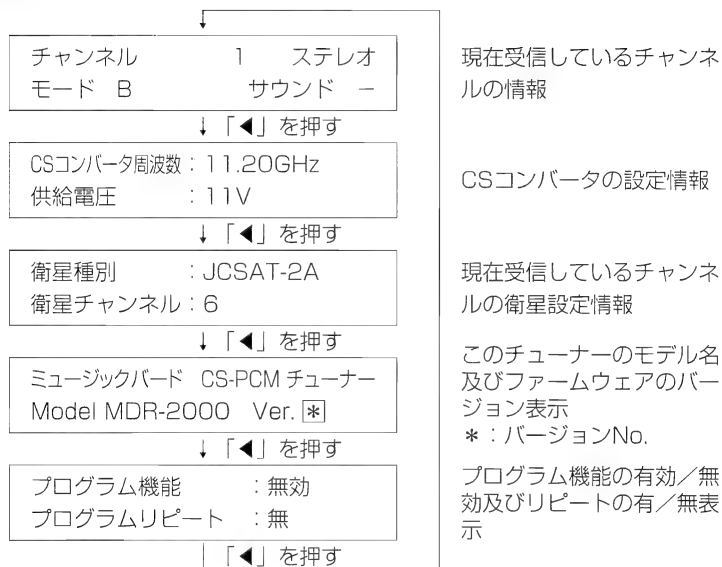 チャンネル 1 ステレオ
モード B サウンド −
現在受信しているチャンネ
ルの情報
↓「◀」を押す
CSコンバータ周波数：11.20GHz
供給電圧 ：11V
CSコンバータの設定情報
↓「◀」を押す
衛星種別 ：JCSAT-2A
衛星チャンネル：6
現在受信しているチャンネ
ルの衛星設定情報
↓「◀」を押す
ミュージックバード CS-PCM チューナー
Model MDR-2000 Ver. *
このチューナーのモデル名
及びファームウェアのバー
ジョン表示
*：バージョンNo.
↓「◀」を押す
プログラム機能 ：無効
プログラムリピート ：無
プログラム機能の有効／無
効及びリピートの有／無表
示
「◀」を押す